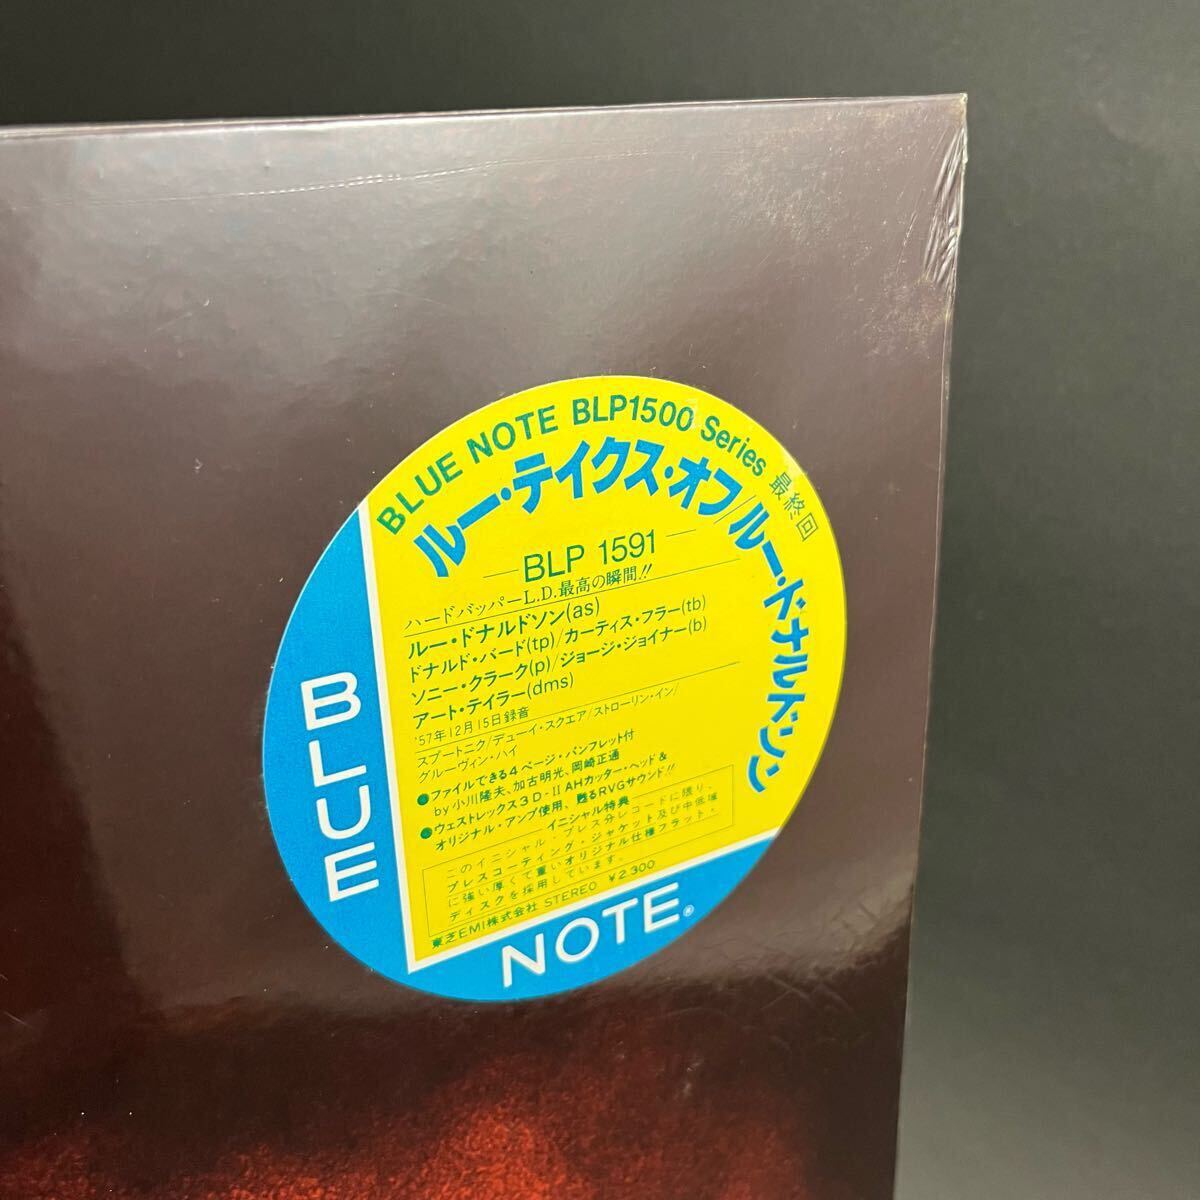 BLUE NOTE BLP1500 Series 最終回
ルー・テイクス・オフ/ルー・ドナルドソン
BLP 1591
ハードバッパーL.D.最高の瞬間!!
ルー・ドナルドソン(as)
ドナルド・バード(tp)/カーティス・フラー(tb)
ソニー・クラーク(p)/ジョージ・ジョイナー(b)
アート・テイラー(dms)
'57年12月15日録音
スプートニク/デューイ・スクエア/ストローリン・イン/
グルーヴィン・ハイ
●ファイルできる4ページ・パンフレット付
by 小川隆夫、加古明光、岡崎正通
●ウェストレックス3D-IIAHカッター・ヘッド&
オリジナル・アンプ使用、甦るRVGサウンド!!
イニシャル特典
このイニシャル・プレス分レコードに限り、
プレスコーティング・ジャケット及び中低域
に強い厚くて重いオリジナル仕様フラット・
ディスクを採用しています。
東芝EMI株式会社 STEREO ¥2,300
BLUE
NOTE®